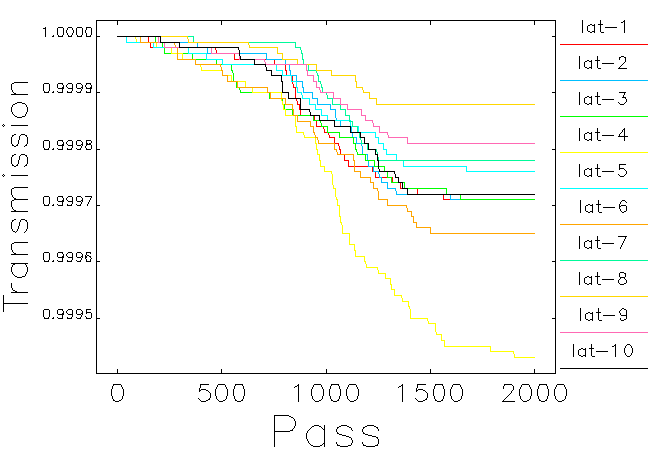 1.0000
0.9999
0.9998
0.9997
0.9996
0.9995
Transmission
0
500
1000
1500
2000
Pass
lat-1
lat-2
lat-3
lat-4
lat-5
lat-6
lat-7
lat-8
lat-9
lat-10